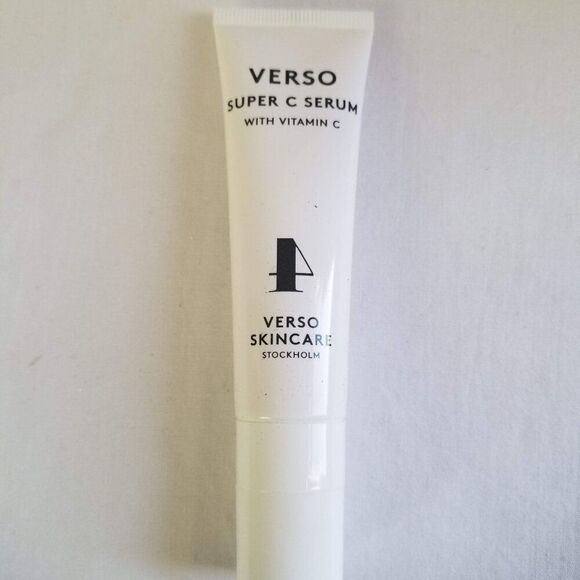 VERSO
SUPER C SERUM
WITH VITAMIN C
4
VERSO
SKINCARE
STOCKHOLM